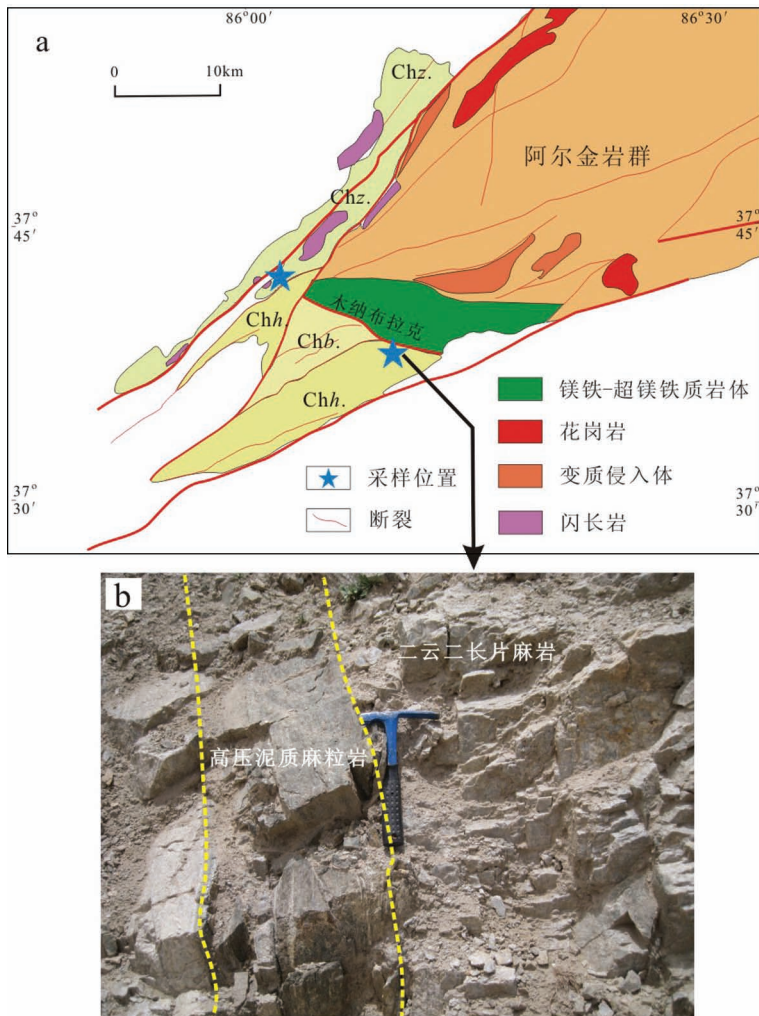 86°00′
86°30′
a
0
10km
Chz.
阿尔金岩群
Chz.
37°
45′
37°
45′
木纳布拉克
Chh.
Chb.
Chh.
镁铁-超镁铁质岩体
花岗岩
采样位置
变质侵入体
断裂
闪长岩
37°
30′
37°
30′
b
二云二长片麻岩
高压泥质麻粒岩